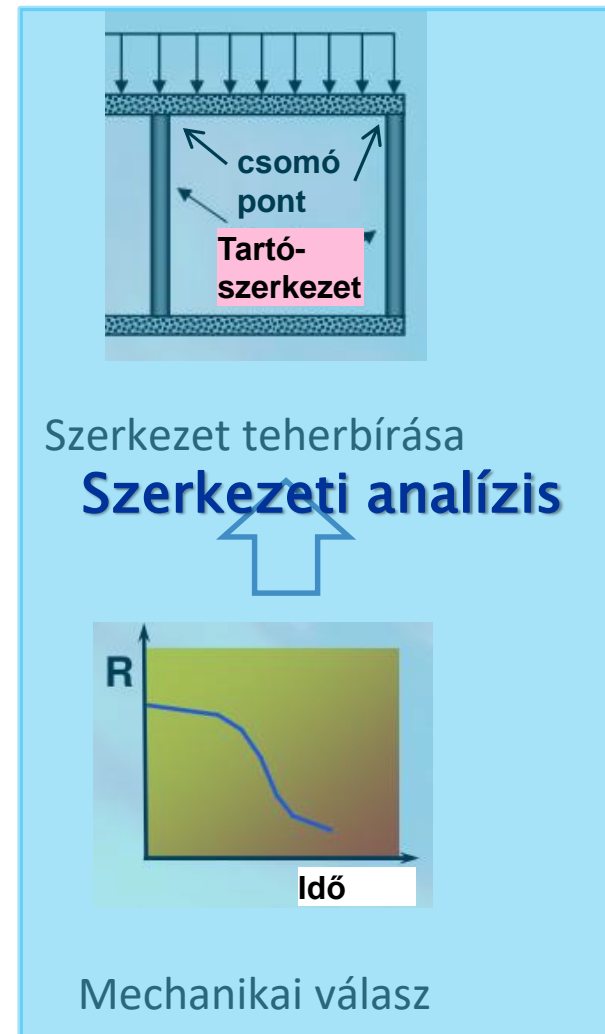 csomó
pont
Tartó-
szerkezet
Szerkezet teherbírása
Szerkezeti analízis
R
Idő
Mechanikai válasz